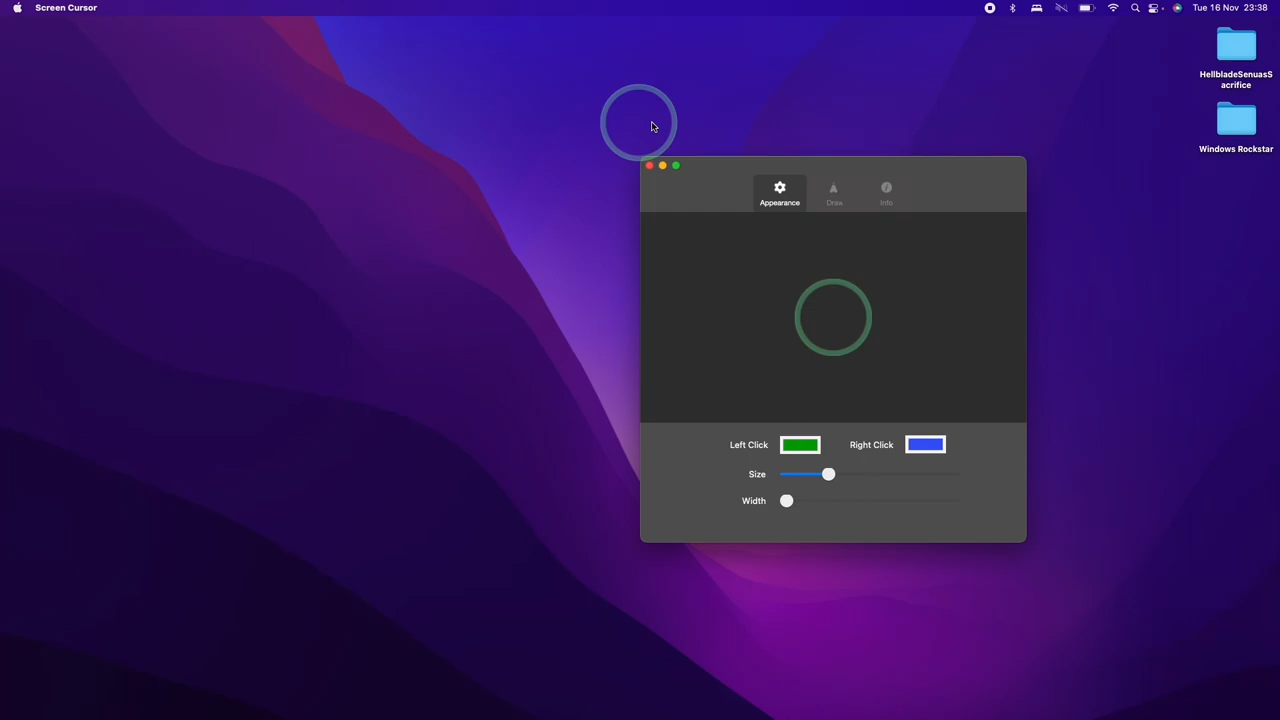 Screen Cursor
Tue 16 Nov 23:38
HellbladeSenuasS
acrifice
Windows Rockstar
Appearance
Draw
Info
Left Click
Right Click
Size
Width